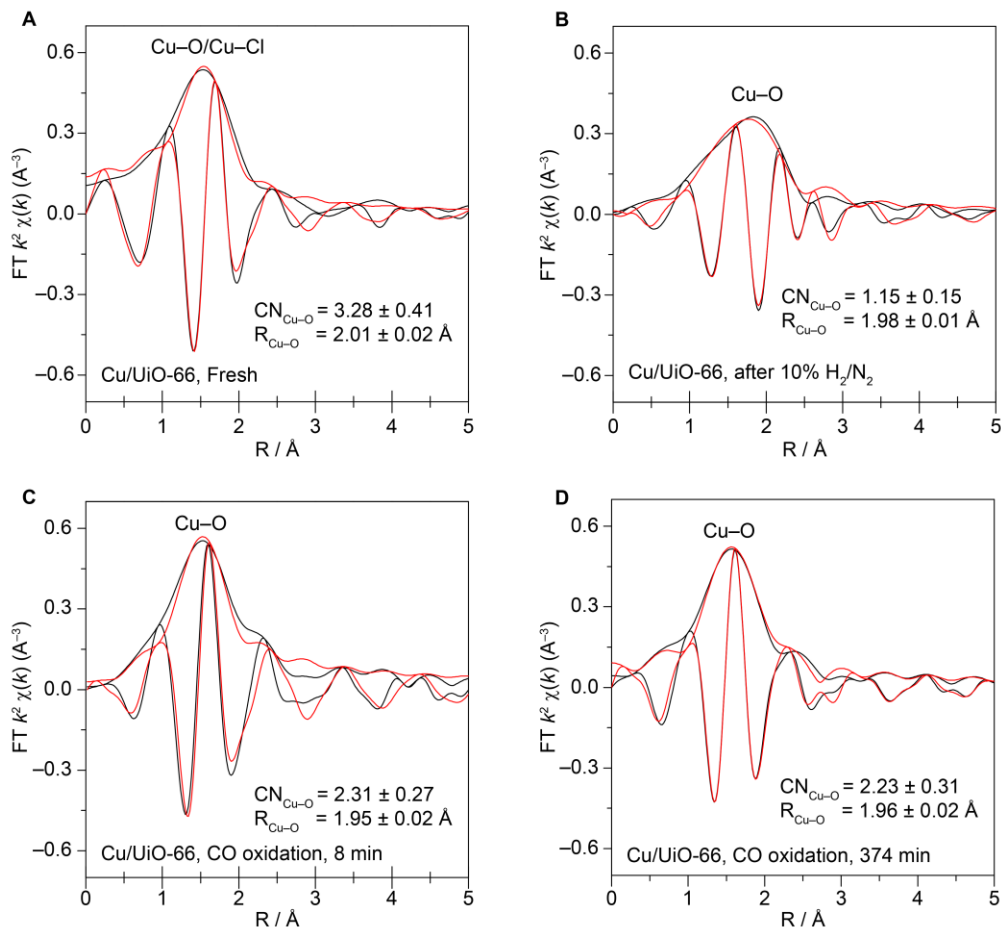 A
Cu–O/Cu–Cl
0.6
0.3
0.0
–0.3
–0.6
FT k² χ(k) (A⁻³)
CN_Cu–O = 3.28 ± 0.41
R_Cu–O = 2.01 ± 0.02 Å
Cu/UiO-66, Fresh
0 1 2 3 4 5
R / Å
B
Cu–O
0.6
0.3
0.0
–0.3
–0.6
FT k² χ(k) (A⁻³)
CN_Cu–O = 1.15 ± 0.15
R_Cu–O = 1.98 ± 0.01 Å
Cu/UiO-66, after 10% H₂/N₂
0 1 2 3 4 5
R / Å
C
Cu–O
0.6
0.3
0.0
–0.3
–0.6
FT k² χ(k) (A⁻³)
CN_Cu–O = 2.31 ± 0.27
R_Cu–O = 1.95 ± 0.02 Å
Cu/UiO-66, CO oxidation, 8 min
0 1 2 3 4 5
R / Å
D
Cu–O
0.6
0.3
0.0
–0.3
–0.6
FT k² χ(k) (A⁻³)
CN_Cu–O = 2.23 ± 0.31
R_Cu–O = 1.96 ± 0.02 Å
Cu/UiO-66, CO oxidation, 374 min
0 1 2 3 4 5
R / Å